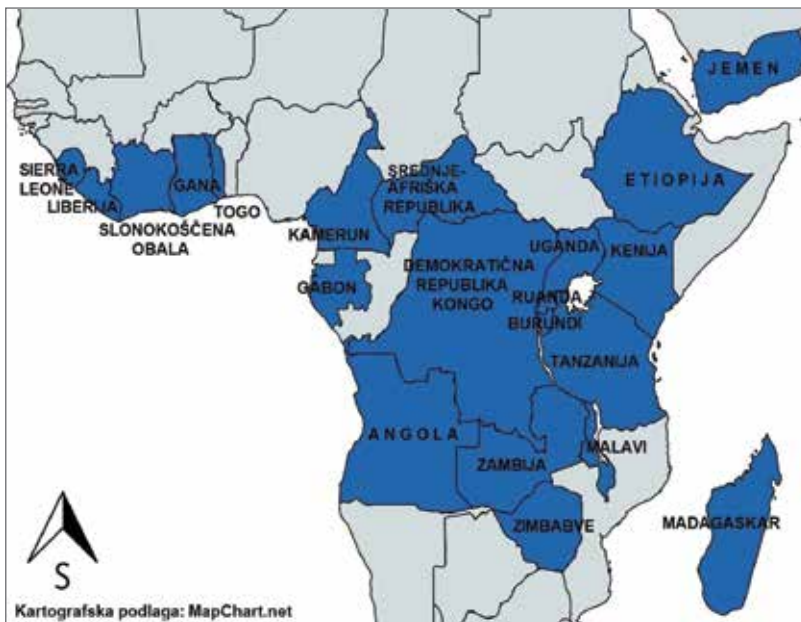 JEMEN
SIERRA
LEONE
LIBERIJA
GANA
TOGO
SLONOKOŠČENA
OBALA
KAMERUN
SREDNJE-
AFRIŠKA
REPUBLIKA
ETIOPIJA
GABON
DEMOKRATIČNA
REPUBLIKA
KONGO
UGANDA
KENIJA
RUANDA
BURUNDI
TANZANIJA
ANGOLA
ZAMBIJA
MALAVI
ZIMBABVE
MADAGASKAR
S
Kartografska podlaga: MapChart.net